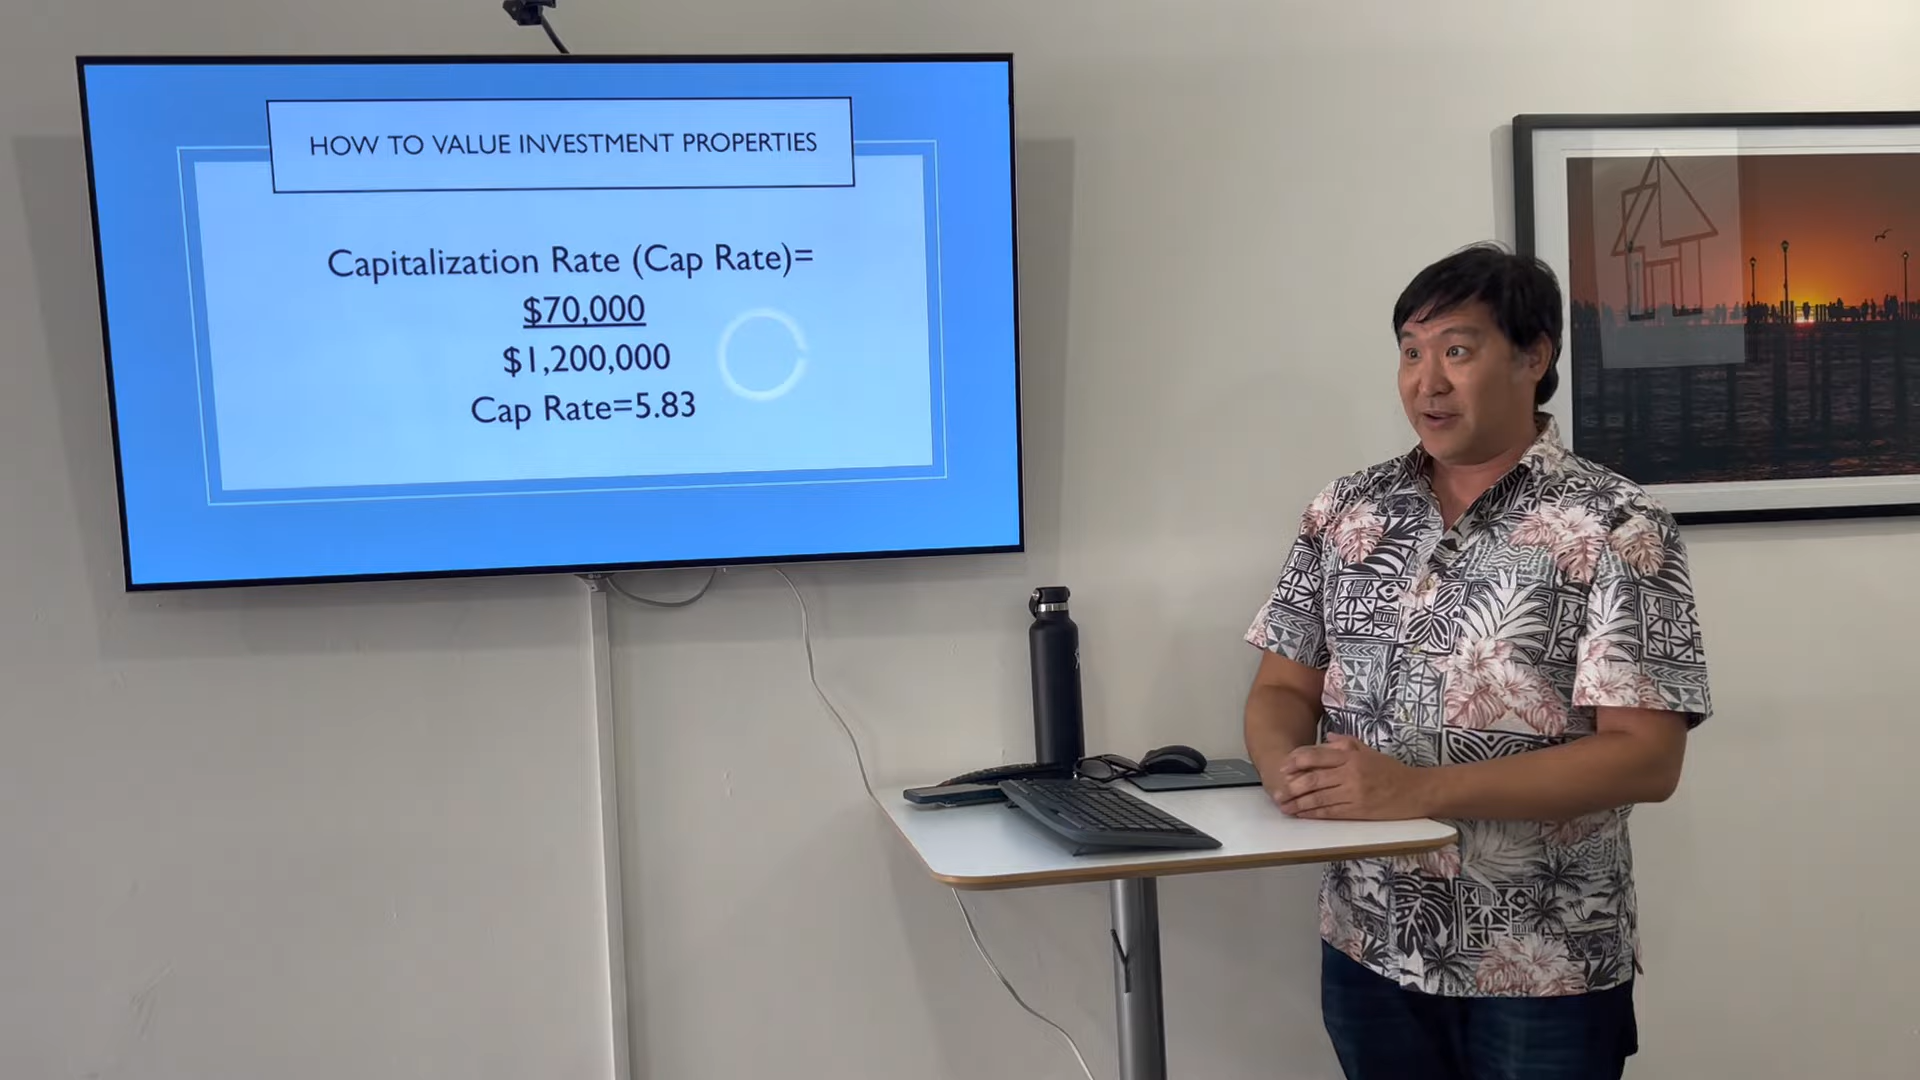 HOW TO VALUE INVESTMENT PROPERTIES
Capitalization Rate (Cap Rate)=
$70,000
$1,200,000
Cap Rate=5.83